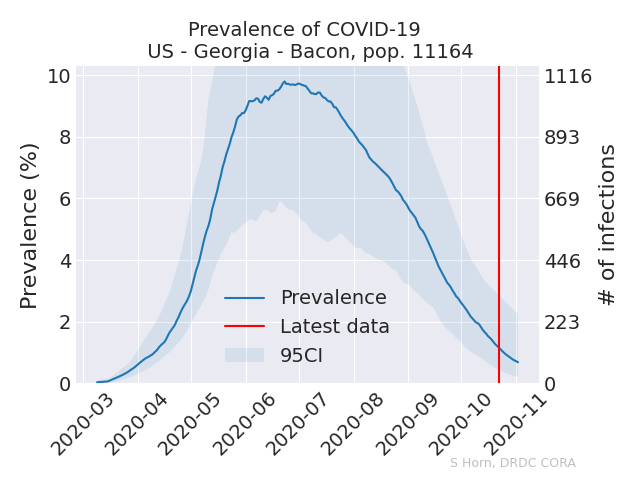 Prevalence of COVID-19
US - Georgia - Bacon, pop. 11164
Prevalence (%)
10
8
6
4
2
0
1116
893
669
446
223
0
# of infections
Prevalence
Latest data
95CI
2020-03
2020-04
2020-05
2020-06
2020-07
2020-08
2020-09
2020-10
2020-11
S Horn, DRDC CORA